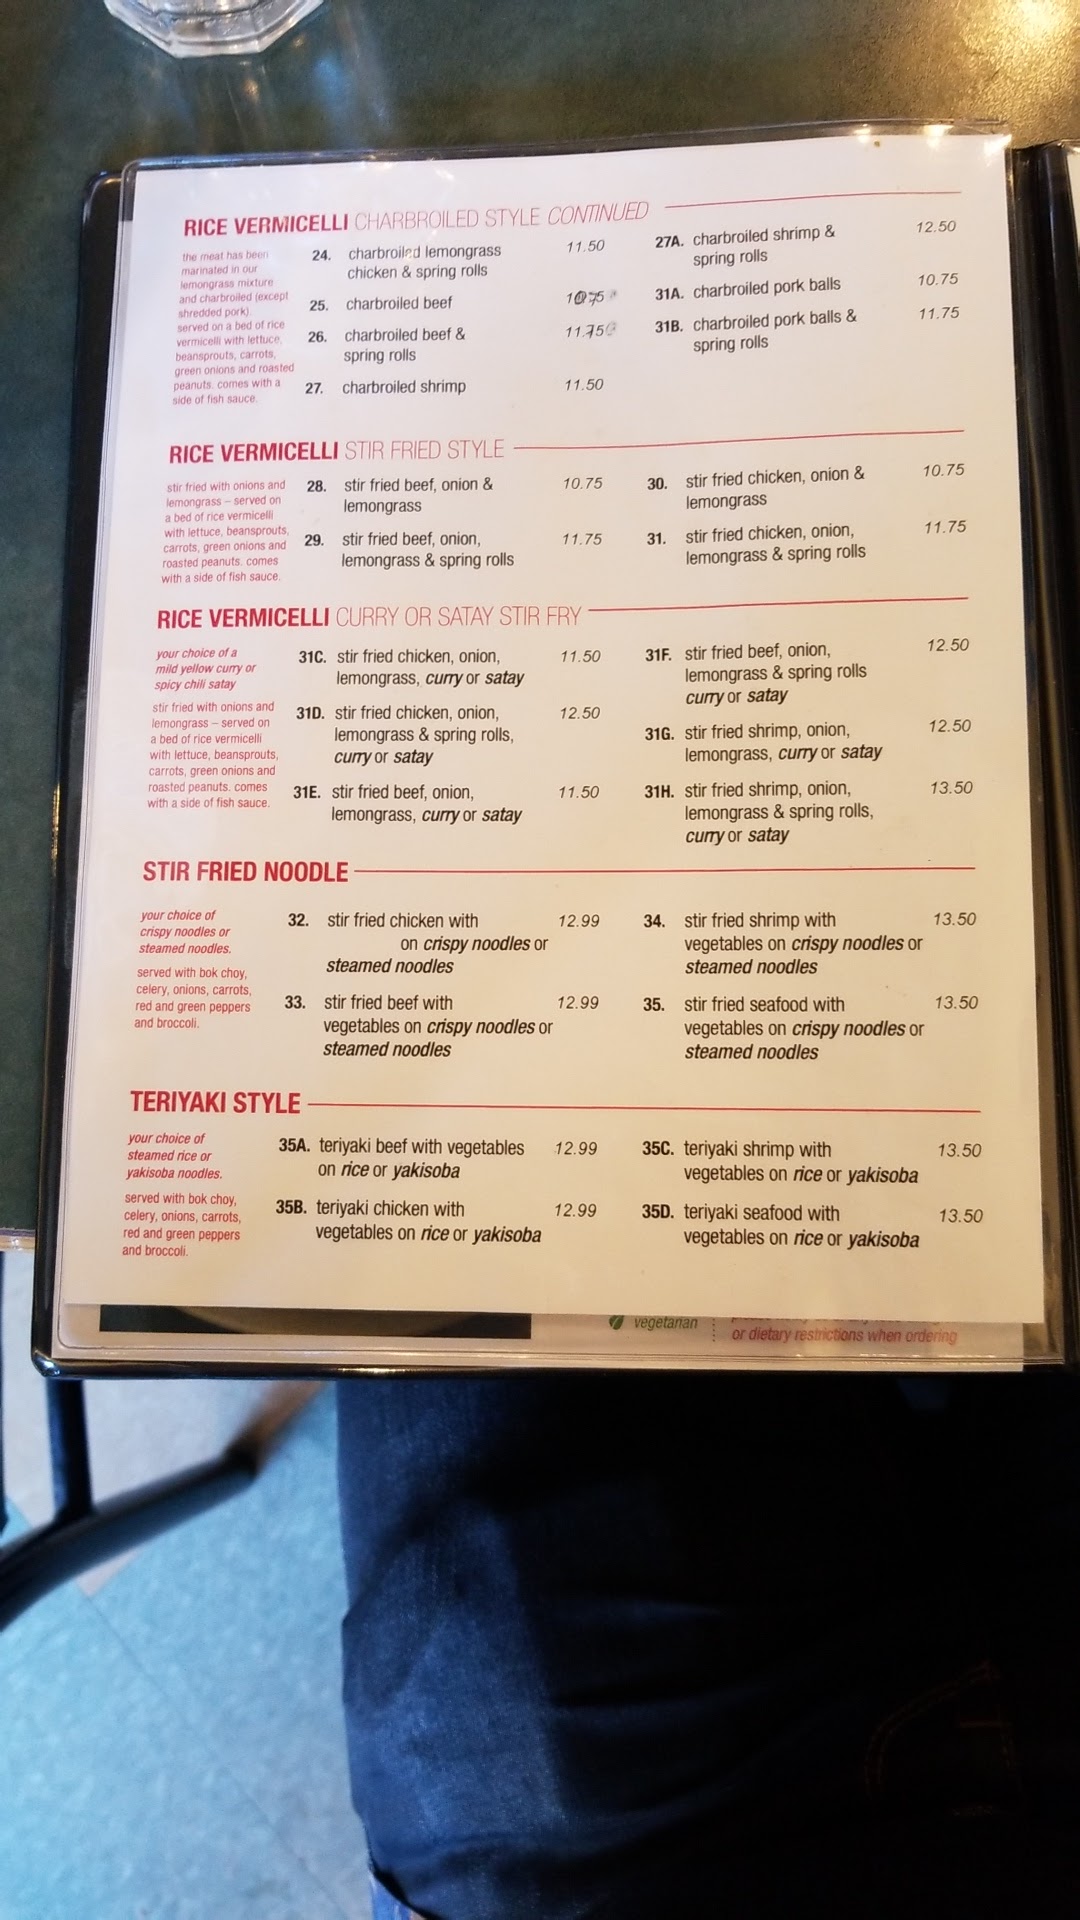 RICE VERMICELLI CHARBROILED STYLE CONTINUED
the meat has been
marinated in our
lemongrass mixture
and charbroiled (except
shredded pork).
served on a bed of rice
vermicelli with lettuce,
beansprouts, carrots,
green onions and roasted
peanuts. comes with a
side of fish sauce.
24. charbroiled lemongrass 11.50
chicken & spring rolls
25. charbroiled beef
26. charbroiled beef &
spring rolls
27. charbroiled shrimp 11.50
27A. charbroiled shrimp & 12.50
spring rolls
31A. charbroiled pork balls 10.75
31B. charbroiled pork balls & 11.75
spring rolls
RICE VERMICELLI STIR FRIED STYLE
stir fried with onions and
lemongrass – served on
a bed of rice vermicelli
with lettuce, beansprouts,
carrots, green onions and
roasted peanuts. comes
with a side of fish sauce.
28. stir fried beef, onion & 10.75
lemongrass
29. stir fried beef, onion, 11.75
lemongrass & spring rolls
30. stir fried chicken, onion & 10.75
lemongrass
31. stir fried chicken, onion, 11.75
lemongrass & spring rolls
RICE VERMICELLI CURRY OR SATAY STIR FRY
your choice of a
mild yellow curry or
spicy chili satay
stir fried with onions and
lemongrass – served on
a bed of rice vermicelli
with lettuce, beansprouts,
carrots, green onions and
roasted peanuts. comes
with a side of fish sauce.
31C. stir fried chicken, onion, 11.50
lemongrass, curry or satay
31D. stir fried chicken, onion, 12.50
lemongrass & spring rolls,
curry or satay
31E. stir fried beef, onion, 11.50
lemongrass, curry or satay
31F. stir fried beef, onion, 12.50
lemongrass & spring rolls
curry or satay
31G. stir fried shrimp, onion, 12.50
lemongrass, curry or satay
31H. stir fried shrimp, onion, 13.50
lemongrass & spring rolls,
curry or satay
STIR FRIED NOODLE
your choice of
crispy noodles or
steamed noodles.
served with bok choy,
celery, onions, carrots,
red and green peppers
and broccoli.
32. stir fried chicken with 12.99
on crispy noodles or
steamed noodles
33. stir fried beef with 12.99
vegetables on crispy noodles or
steamed noodles
34. stir fried shrimp with 13.50
vegetables on crispy noodles or
steamed noodles
35. stir fried seafood with 13.50
vegetables on crispy noodles or
steamed noodles
TERIYAKI STYLE
your choice of
steamed rice or
yakisoba noodles.
served with bok choy,
celery, onions, carrots,
red and green peppers
and broccoli.
35A. teriyaki beef with vegetables 12.99
on rice or yakisoba
35B. teriyaki chicken with 12.99
vegetables on rice or yakisoba
35C. teriyaki shrimp with 13.50
vegetables on rice or yakisoba
35D. teriyaki seafood with 13.50
vegetables on rice or yakisoba
vegetarian
or dietary restrictions when ordering